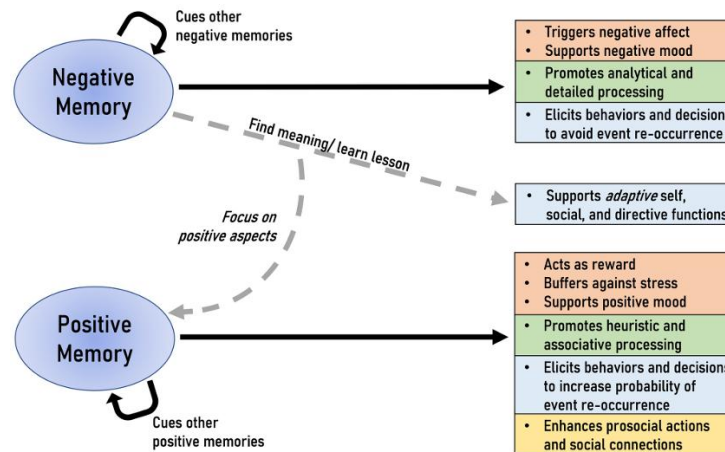 Cues other
negative memories
Negative
Memory
• Triggers negative affect
• Supports negative mood
• Promotes analytical and
detailed processing
• Elicits behaviors and decision
to avoid event re-occurrence
Find meaning/ learn lesson
• Supports adaptive self,
social, and directive functions
Focus on
positive aspects
• Acts as reward
• Buffers against stress
• Supports positive mood
Positive
Memory
• Promotes heuristic and
associative processing
• Elicits behaviors and decisions
to increase probability of
event re-occurrence
Cues other
positive memories
• Enhances prosocial actions
and social connections